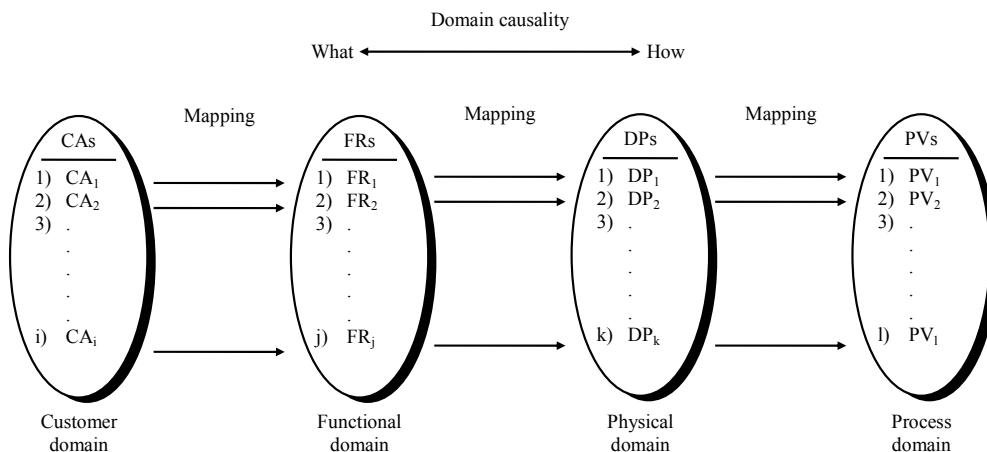 Domain causality
What How
Mapping Mapping Mapping
CAs FRs DPs PVs
1) CA₁ 1) FR₁ 1) DP₁ 1) PV₁
2) CA₂ 2) FR₂ 2) DP₂ 2) PV₂
3) . 3) . 3) . 3) .
. . . .
. . . .
. . . .
. . . .
i) CAᵢ j) FRⱼ k) DPₖ l) PVₗ
Customer Functional Physical Process
domain domain domain domain